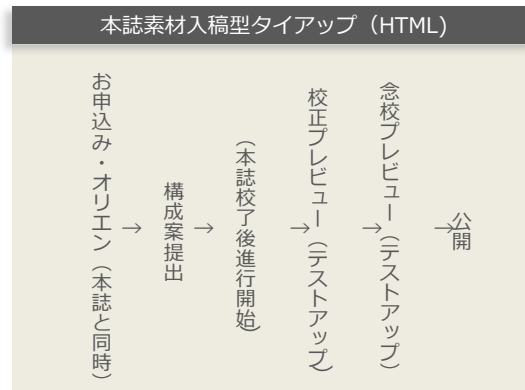 本誌素材入稿型タイアップ（HTML)
お申込み・オリエン（本誌と同時）
→
構成案提出
→
（本誌校了後進行開始）
→
校正プレビュー（テストアップ）
→
念校プレビュー（テストアップ）
→
公開